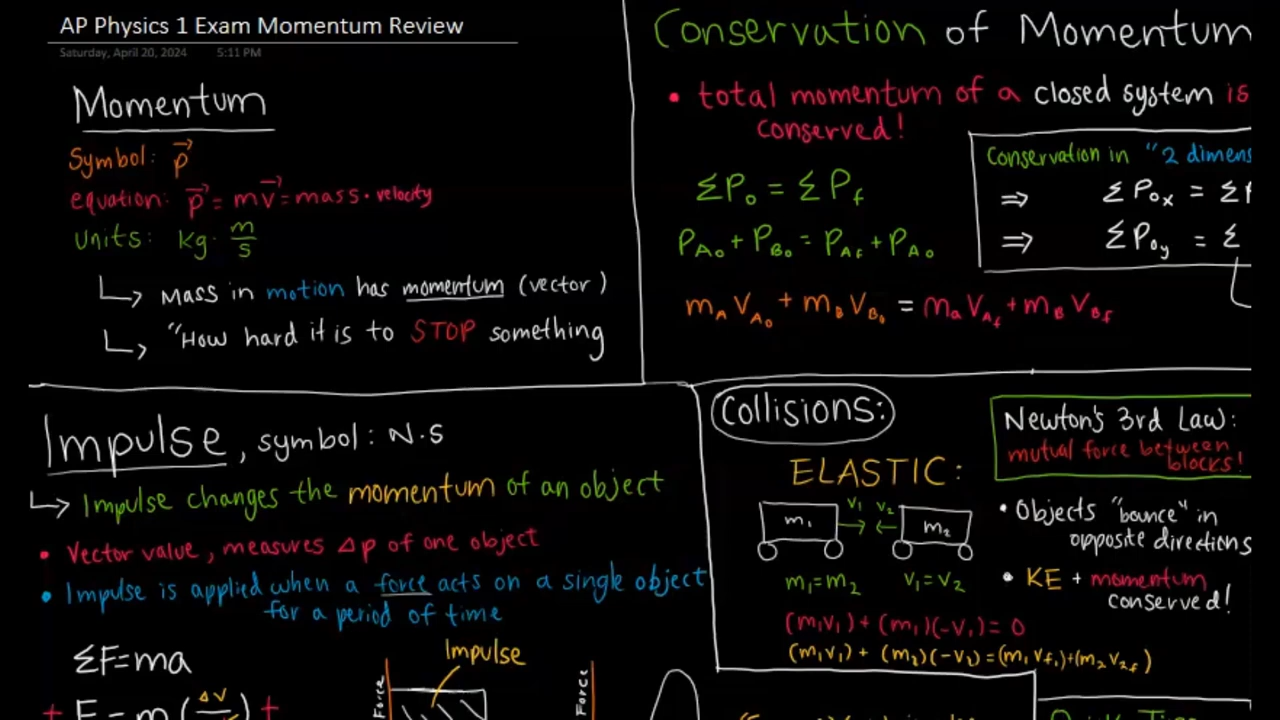 AP Physics 1 Exam Momentum Review
Saturday, April 20, 2024 5:11 PM
Momentum
Symbol: p⃗
equation: p⃗ = mv⃗ = mass · velocity
Units: kg · m/s
↳ Mass in motion has momentum (vector)
↳ "How hard it is to STOP something
Conservation of Momentum
• total momentum of a closed system is
conserved!
ΣP₀ = ΣP_f
P_A₀ + P_B₀ = P_Af + P_A₀
m_A V_A₀ + m_B V_B₀ = m_a V_Af + m_B V_Bf
Conservation in "2 dimens
⇒ ΣP₀x = ΣP
⇒ ΣP₀y = Σ
Impulse, symbol: N.s
↳ Impulse changes the momentum of an object
• Vector value, measures Δp of one object
• Impulse is applied when a force acts on a single object
for a period of time
ΣF=ma
Impulse
Force
Force
Collisions:
ELASTIC:
m₁ v₁ v₂ m₂
m₁=m₂ v₁=v₂
(m₁v₁) + (m₁)(-v₁) = 0
(m₁v₁) + (m₂)(-v₂) = (m₁v_f₁)+(m₂v₂f)
Newton's 3rd Law:
mutual force between
blocks!
• Objects "bounce" in
opposite directions
• KE + momentum
conserved!